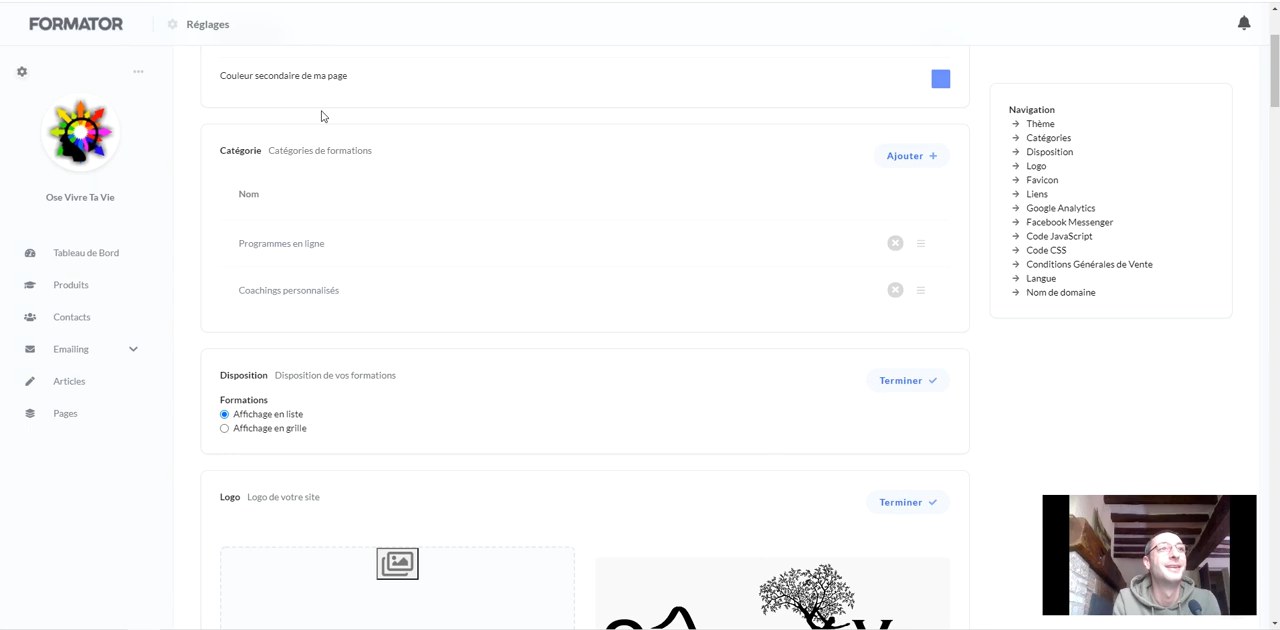 FORMATOR
Réglages
Ose Vivre Ta Vie
Tableau de Bord
Produits
Contacts
Emailing
Articles
Pages
Couleur secondaire de ma page
Catégorie Catégories de formations
Ajouter +
Nom
Programmes en ligne
Coachings personnalisés
Disposition Disposition de vos formations
Terminer
Formations
Affichage en liste
Affichage en grille
Logo Logo de votre site
Terminer
Navigation
Thème
Catégories
Disposition
Logo
Favicon
Liens
Google Analytics
Facebook Messenger
Code JavaScript
Code CSS
Conditions Générales de Vente
Langue
Nom de domaine